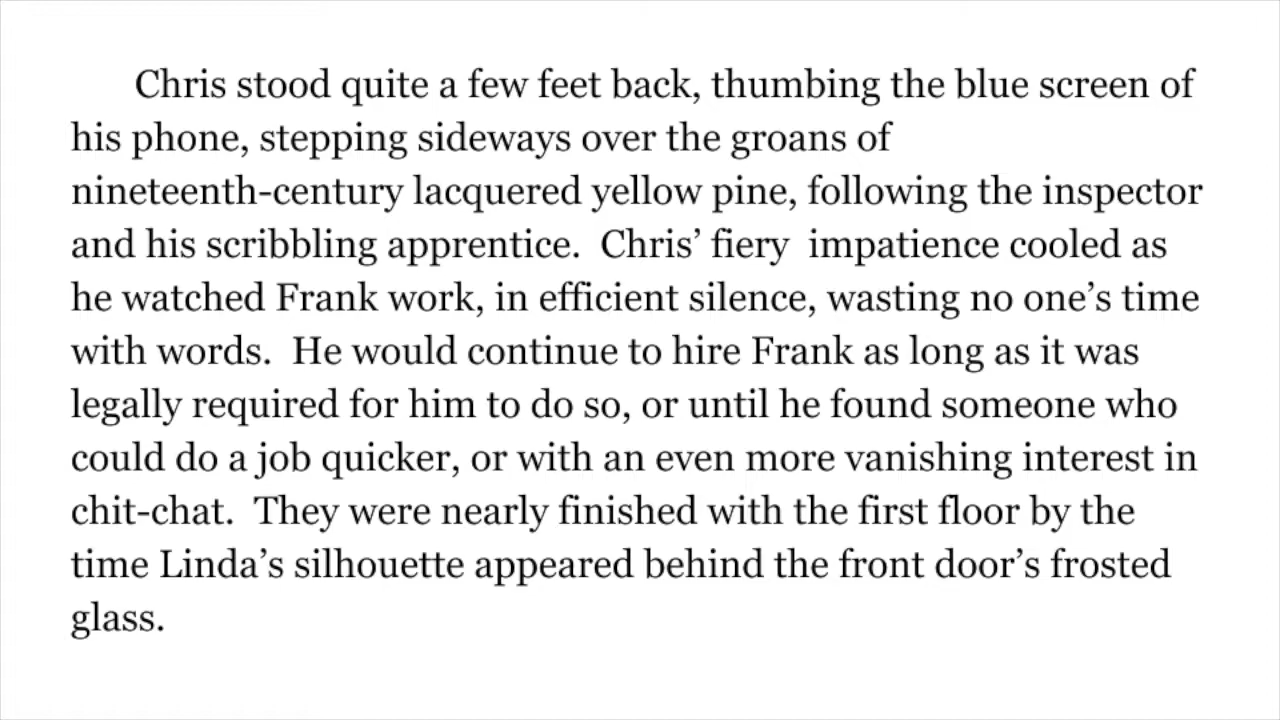 Chris stood quite a few feet back, thumbing the blue screen of
his phone, stepping sideways over the groans of
nineteenth-century lacquered yellow pine, following the inspector
and his scribbling apprentice.  Chris’ fiery  impatience cooled as
he watched Frank work, in efficient silence, wasting no one’s time
with words.  He would continue to hire Frank as long as it was
legally required for him to do so, or until he found someone who
could do a job quicker, or with an even more vanishing interest in
chit-chat.  They were nearly finished with the first floor by the
time Linda’s silhouette appeared behind the front door’s frosted
glass.